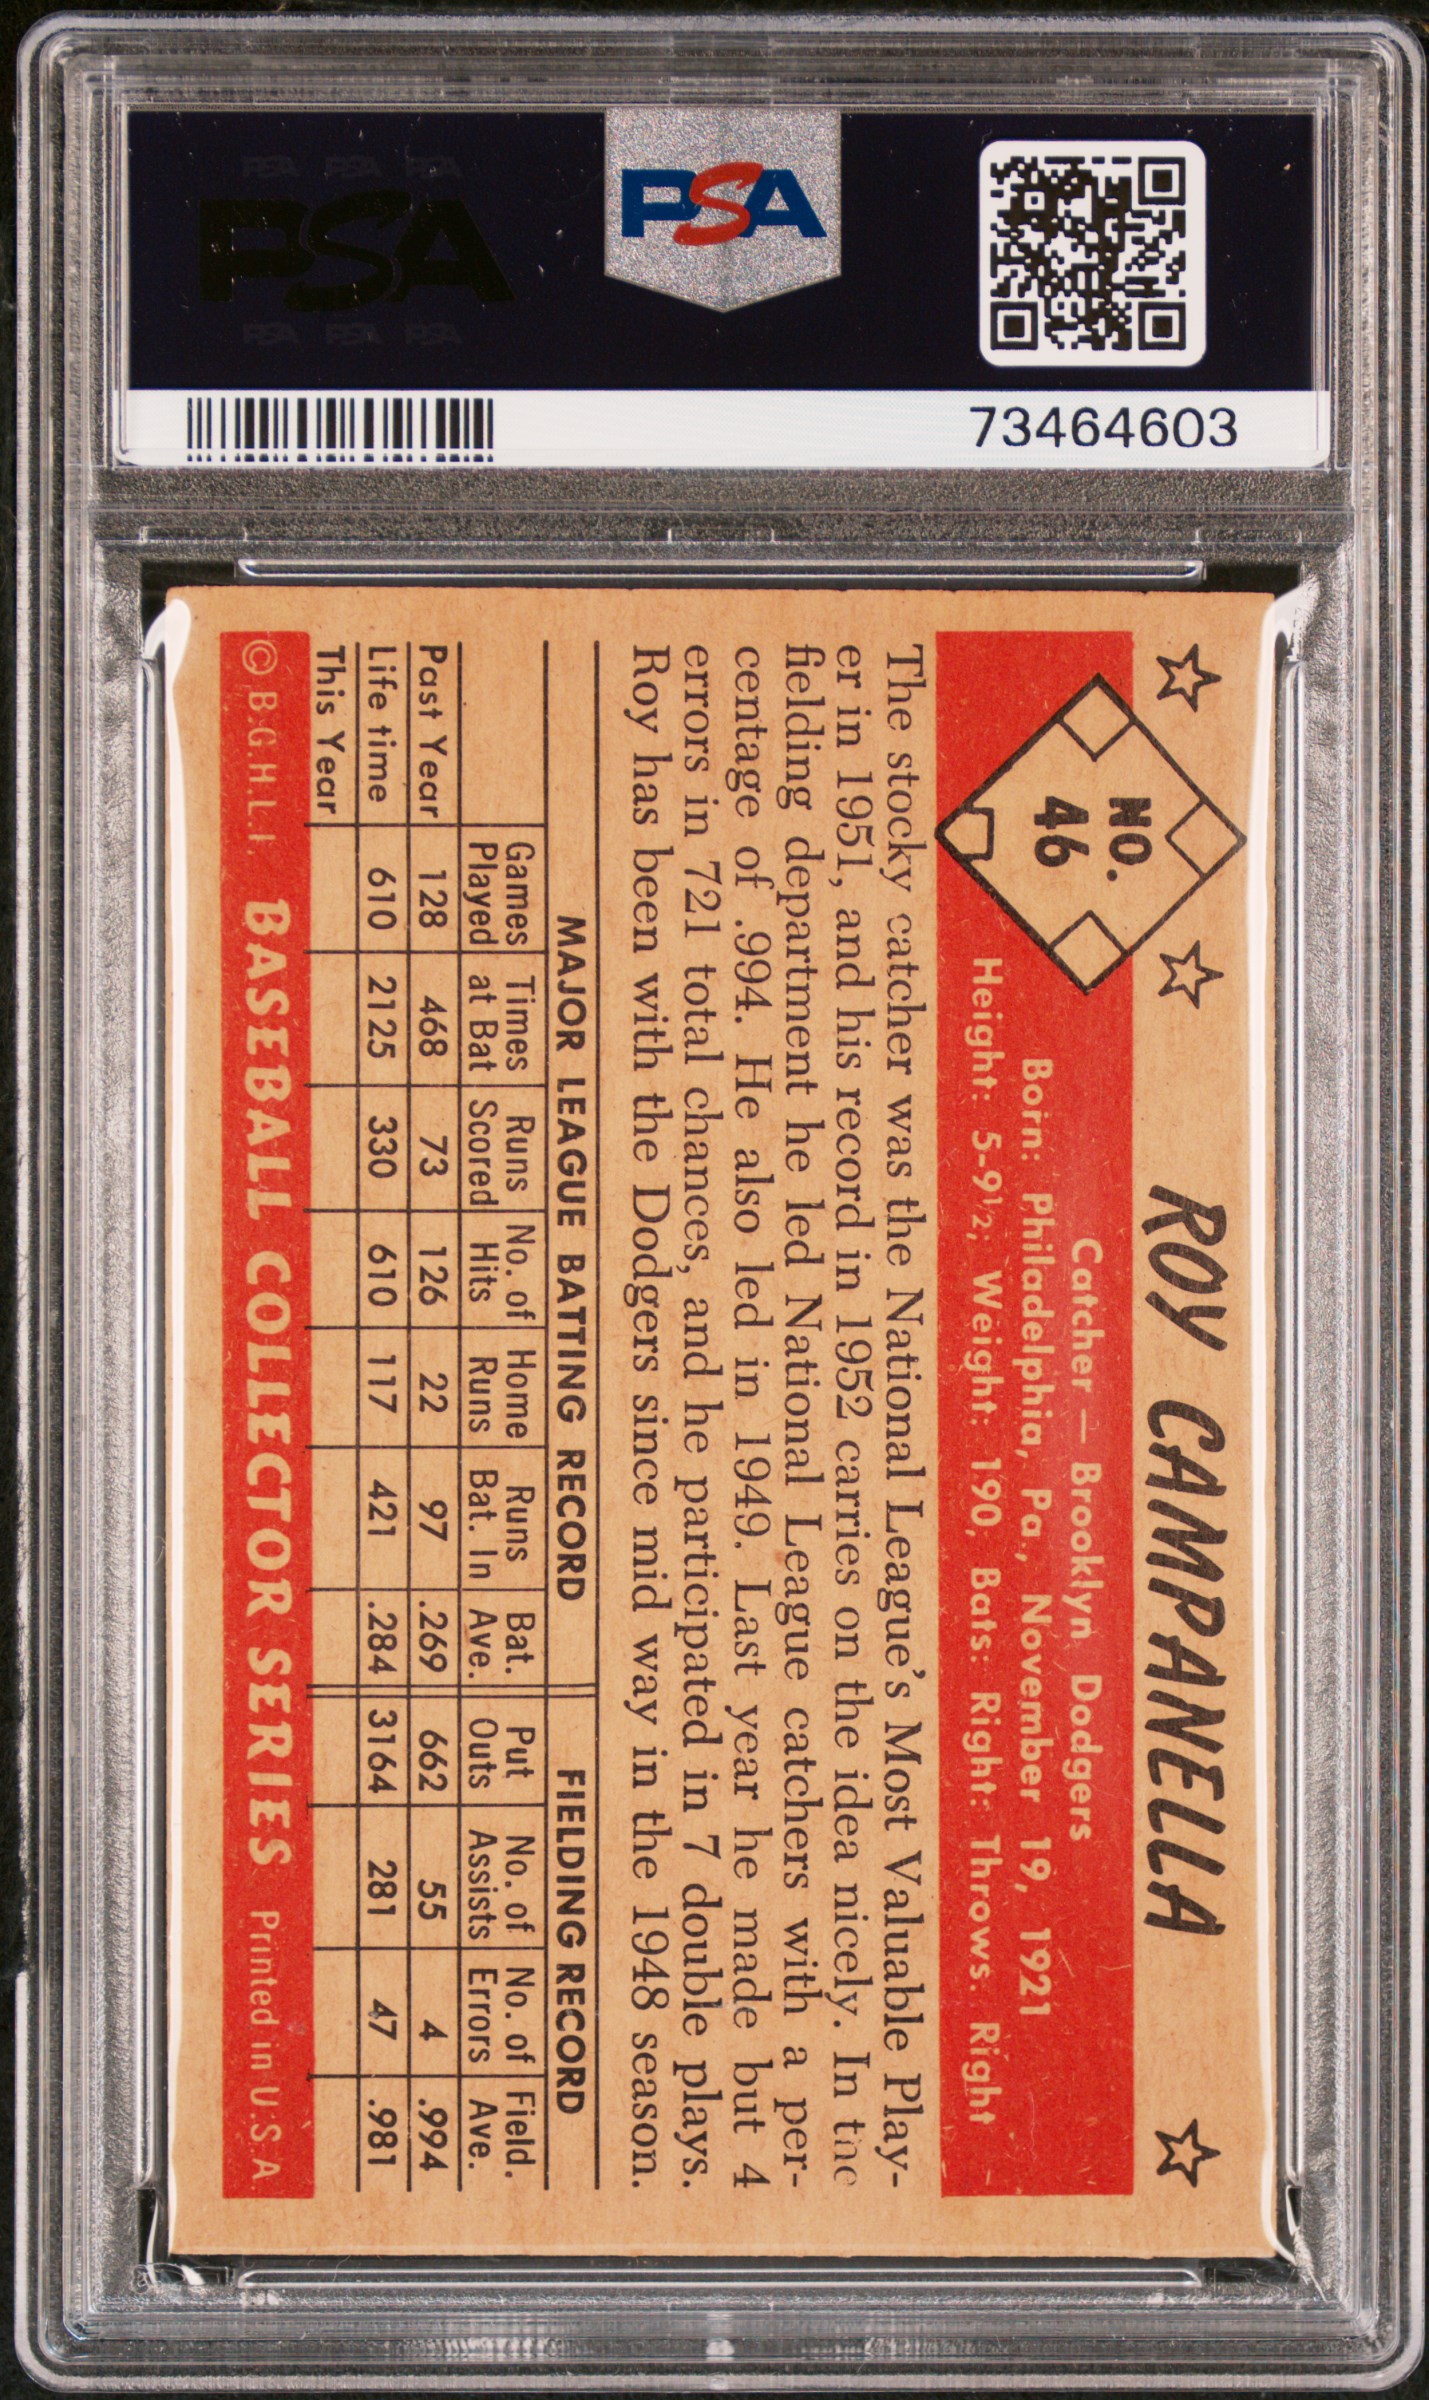 PSA PSA PSA
PSA
PSA PSA PSA
PSA
73464603
NO.
46
ROY CAMPANELLA
Catcher — Brooklyn Dodgers
Born: Philadelphia, Pa., November 19, 1921
Height: 5-9½; Weight: 190, Bats: Right: Throws. Right
The stocky catcher was the National League's Most Valuable Play-
er in 1951, and his record in 1952 carries on the idea nicely. In the
fielding department he led National League catchers with a per-
centage of .994. He also led in 1949. Last year he made but 4
errors in 721 total chances, and he participated in 7 double plays.
Roy has been with the Dodgers since mid way in the 1948 season.
MAJOR LEAGUE BATTING RECORD FIELDING RECORD
Games Times Runs No. of Home Runs Bat. Put No. of No. of Field.
Played at Bat Scored Hits Runs Bat. In Ave. Outs Assists Errors Ave.
Past Year 128 468 73 126 22 97 .269 662 55 4 .994
Life time 610 2125 330 610 117 421 .284 3164 281 47 .981
This Year
© B.G.H.L.I. BASEBALL COLLECTOR SERIES Printed in U.S.A.